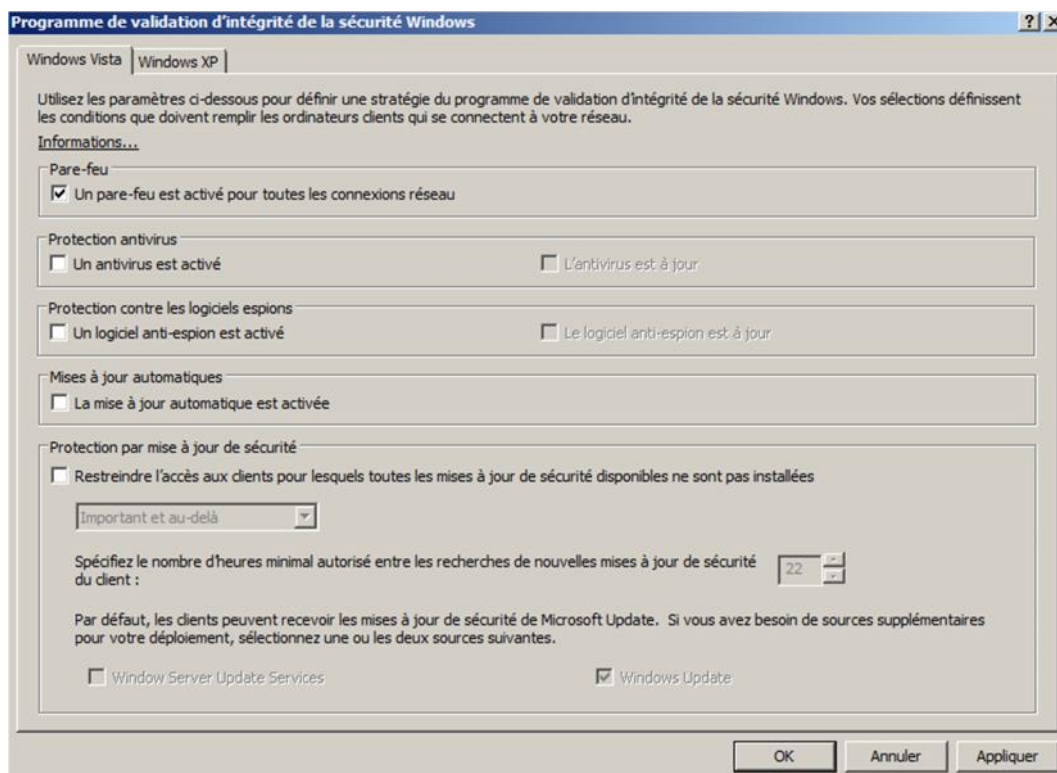 Programme de validation d'intégrité de la sécurité Windows
Windows Vista
Windows XP
Utilisez les paramètres ci-dessous pour définir une stratégie du programme de validation d'intégrité de la sécurité Windows. Vos sélections définissent
les conditions que doivent remplir les ordinateurs clients qui se connectent à votre réseau.
Informations...
Pare-feu
Un pare-feu est activé pour toutes les connexions réseau
Protection antivirus
Un antivirus est activé
L'antivirus est à jour
Protection contre les logiciels espions
Un logiciel anti-espion est activé
Le logiciel anti-espion est à jour
Mises à jour automatiques
La mise à jour automatique est activée
Protection par mise à jour de sécurité
Restreindre l'accès aux clients pour lesquels toutes les mises à jour de sécurité disponibles ne sont pas installées
Important et au-delà
Spécifiez le nombre d'heures minimal autorisé entre les recherches de nouvelles mises à jour de sécurité
du client :
22
Par défaut, les clients peuvent recevoir les mises à jour de sécurité de Microsoft Update. Si vous avez besoin de sources supplémentaires
pour votre déploiement, sélectionnez une ou les deux sources suivantes.
Window Server Update Services
Windows Update
OK
Annuler
Appliquer